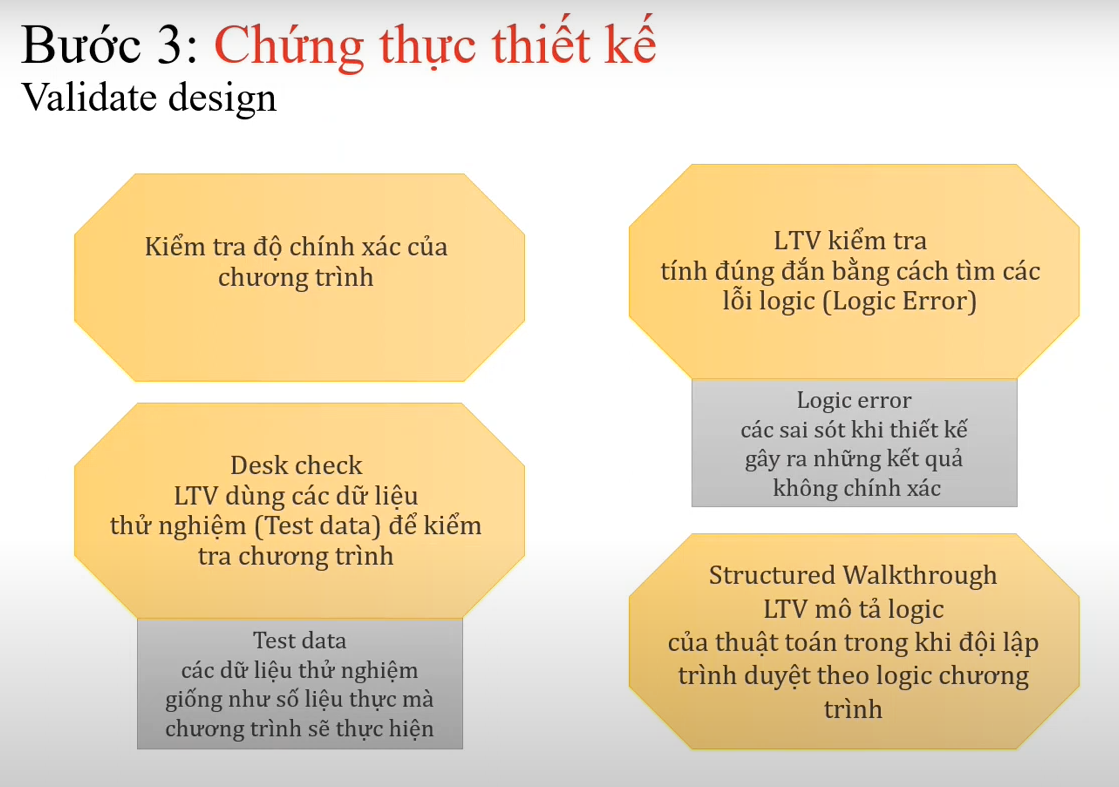 Bước 3: Chứng thực thiết kế
Validate design
Kiểm tra độ chính xác của
chương trình
LTV kiểm tra
tính đúng đắn bằng cách tìm các
lỗi logic (Logic Error)
Logic error
các sai sót khi thiết kế
gây ra những kết quả
không chính xác
Desk check
LTV dùng các dữ liệu
thử nghiệm (Test data) để kiểm
tra chương trình
Test data
các dữ liệu thử nghiệm
giống như số liệu thực mà
chương trình sẽ thực hiện
Structured Walkthrough
LTV mô tả logic
của thuật toán trong khi đội lập
trình duyệt theo logic chương
trình